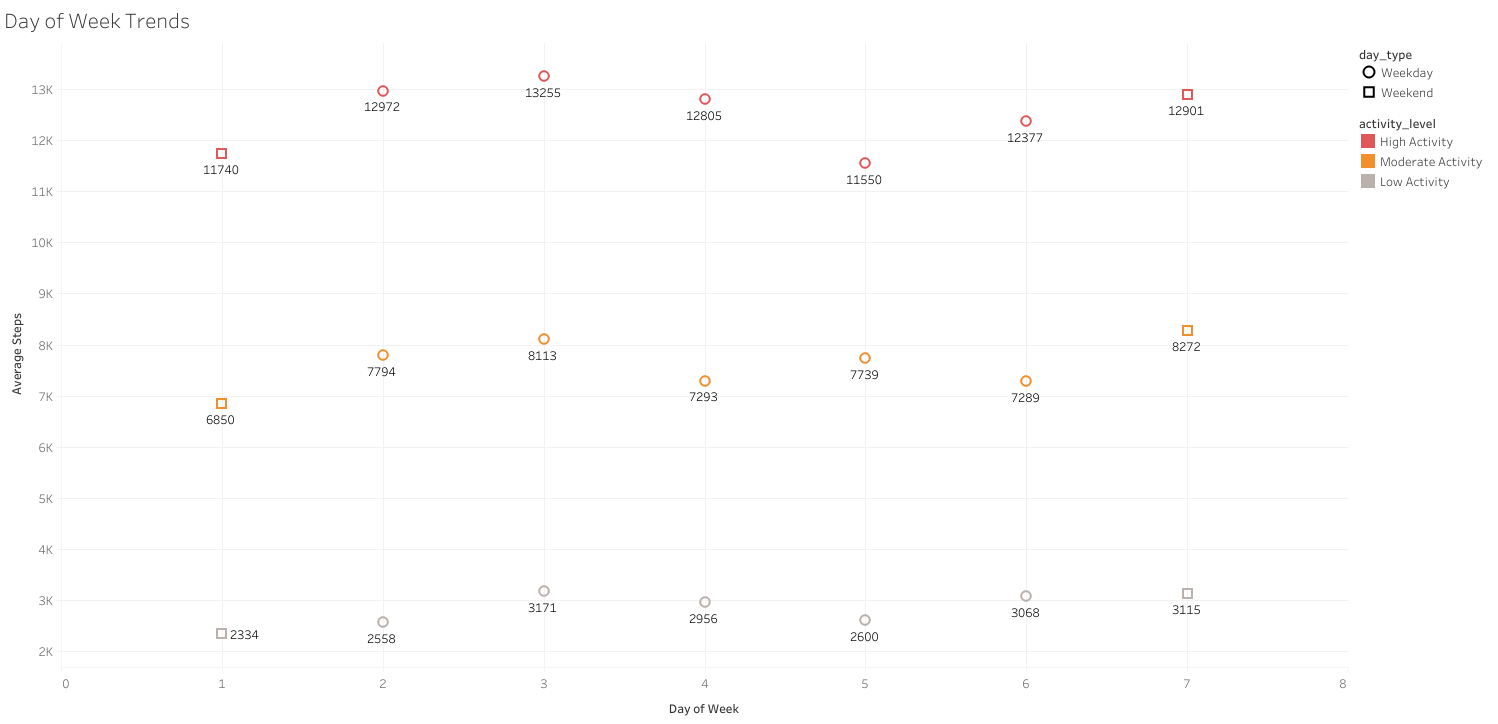 Day of Week Trends
day_type
Weekday
Weekend
activity_level
High Activity
Moderate Activity
Low Activity
Average Steps
13K
12K
11K
10K
9K
8K
7K
6K
5K
4K
3K
2K
11740
12972
13255
12805
11550
12377
12901
6850
7794
8113
7293
7739
7289
8272
2334
2558
3171
2956
2600
3068
3115
0 1 2 3 4 5 6 7 8
Day of Week